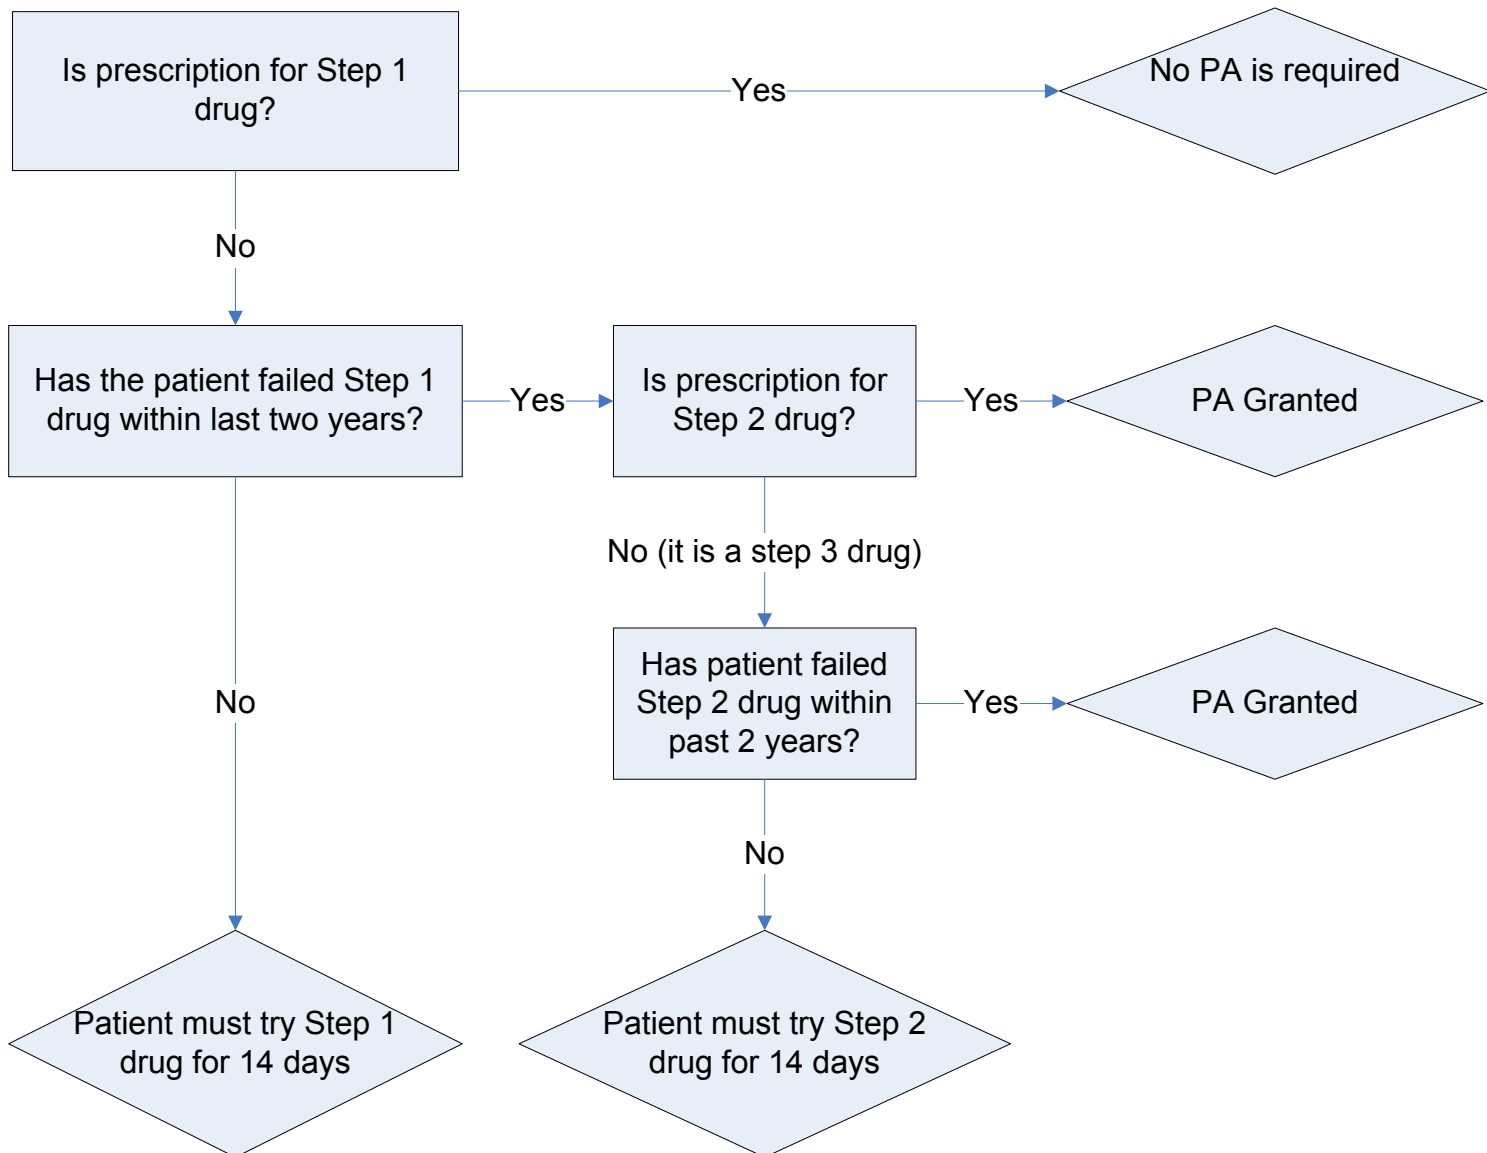 Is prescription for Step 1
drug?
Yes
No PA is required
No
Has the patient failed Step 1
drug within last two years?
Yes
Is prescription for
Step 2 drug?
Yes
PA Granted
No (it is a step 3 drug)
No
Has patient failed
Step 2 drug within
past 2 years?
Yes
PA Granted
No
Patient must try Step 1
drug for 14 days
Patient must try Step 2
drug for 14 days